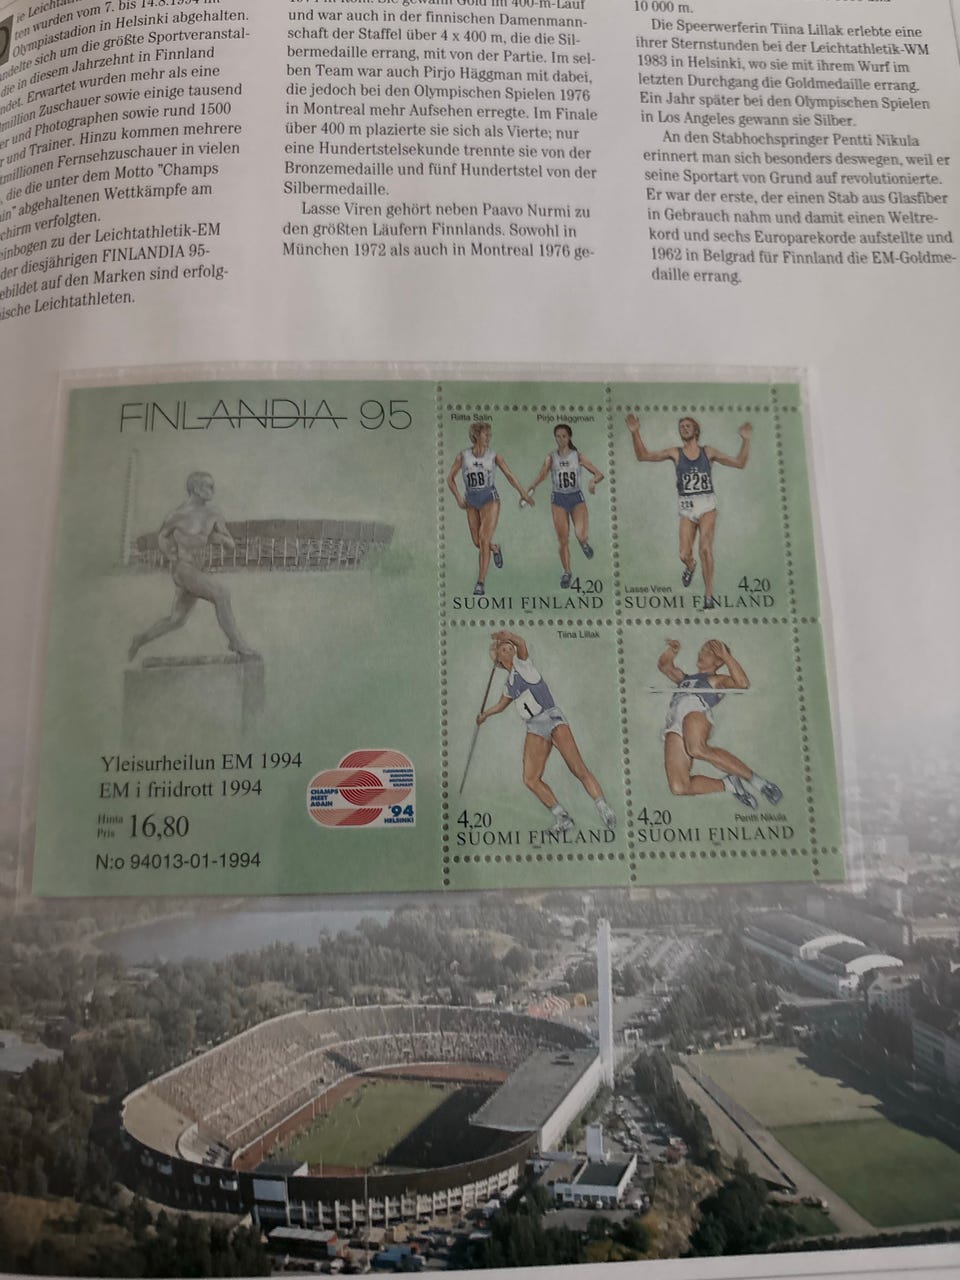 ten wurden vom 7. bis 14.8.1994 im
Olympiastadion in Helsinki abgehalten.
sich um die größte Sportveranstal-
die in diesem Jahrzehnt in Finnland
Erwartet wurden mehr als eine
Zuschauer sowie einige tausend
und Photographen sowie rund 1500
und Trainer. Hinzu kommen mehrere
millionen Fernsehzuschauer in vielen
die die unter dem Motto "Champs
abgehaltenen Wettkämpfe am
schirm verfolgten.
zu der Leichtathletik-EM
der diesjährigen FINLANDIA 95-
auf den Marken sind erfolg-
Leichtathleten.
Gold im 400-m-Lauf
und war auch in der finnischen Damenmann-
schaft der Staffel über 4 x 400 m, die die Sil-
bermedaille errang, mit von der Partie. Im sel-
ben Team war auch Pirjo Häggman mit dabei,
die jedoch bei den Olympischen Spielen 1976
in Montreal mehr Aufsehen erregte. Im Finale
über 400 m plazierte sie sich als Vierte; nur
eine Hundertstelsekunde trennte sie von der
Bronzemedaille und fünf Hundertstel von der
Silbermedaille.
Lasse Viren gehört neben Paavo Nurmi zu
den größten Läufern Finnlands. Sowohl in
München 1972 als auch in Montreal 1976 ge-
10 000 m.
Die Speerwerferin Tiina Lillak erlebte eine
ihrer Sternstunden bei der Leichtathletik-WM
1983 in Helsinki, wo sie mit ihrem Wurf im
letzten Durchgang die Goldmedaille errang.
Ein Jahr später bei den Olympischen Spielen
in Los Angeles gewann sie Silber.
An den Stabhochspringer Pentti Nikula
erinnert man sich besonders deswegen, weil er
seine Sportart von Grund auf revolutionierte.
Er war der erste, der einen Stab aus Glasfiber
in Gebrauch nahm und damit einen Weltre-
kord und sechs Europarekorde aufstellte und
1962 in Belgrad für Finnland die EM-Goldme-
daille errang.
FINLANDIA 95
Yleisurheilun EM 1994
EM i friidrott 1994
Hinta
Pris 16,80
N:o 94013-01-1994
CHAMPS
MEET
AGAIN
'94
HELSINKI
Riitta Salin
Pirjo Häggman
168
169
4,20
SUOMI FINLAND
228
228
Lasse Viren
4,20
SUOMI FINLAND
Tiina Lillak
1
4,20
SUOMI FINLAND
4,20
Pentti Nikula
SUOMI FINLAND